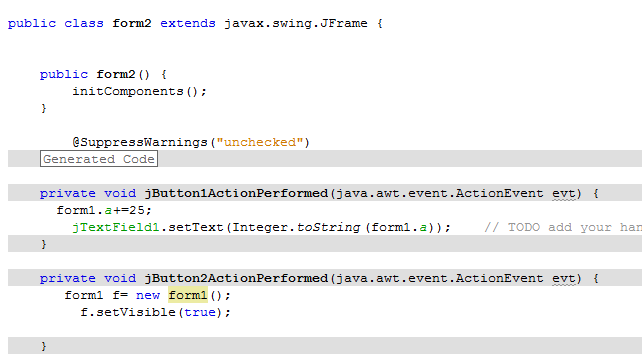 public class form2 extends javax.swing.JFrame {
public form2() {
initComponents();
}
@SuppressWarnings("unchecked")
Generated Code
private void jButton1ActionPerformed(java.awt.event.ActionEvent evt) {
form1.a+=25;
jTextField1.setText(Integer.toString(form1.a)); // TODO add your han
}
private void jButton2ActionPerformed(java.awt.event.ActionEvent evt) {
form1 f= new form1();
f.setVisible(true);
}